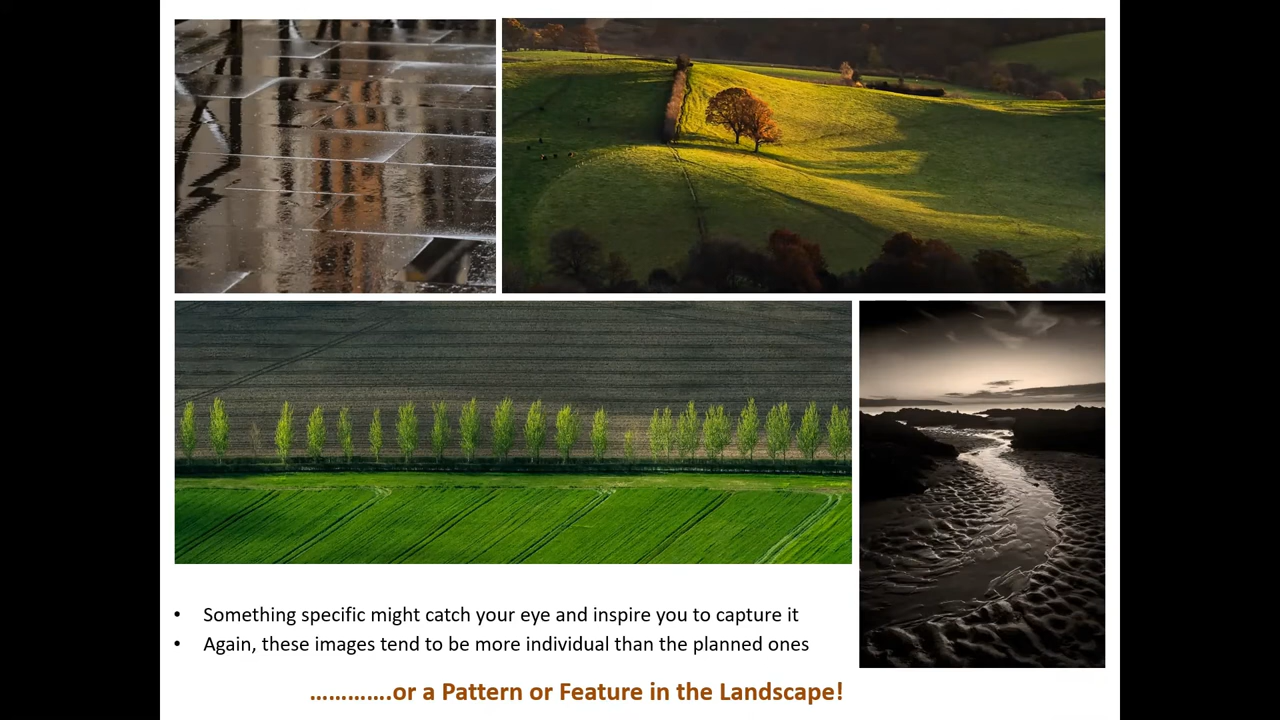 • Something specific might catch your eye and inspire you to capture it
• Again, these images tend to be more individual than the planned ones
………….or a Pattern or Feature in the Landscape!